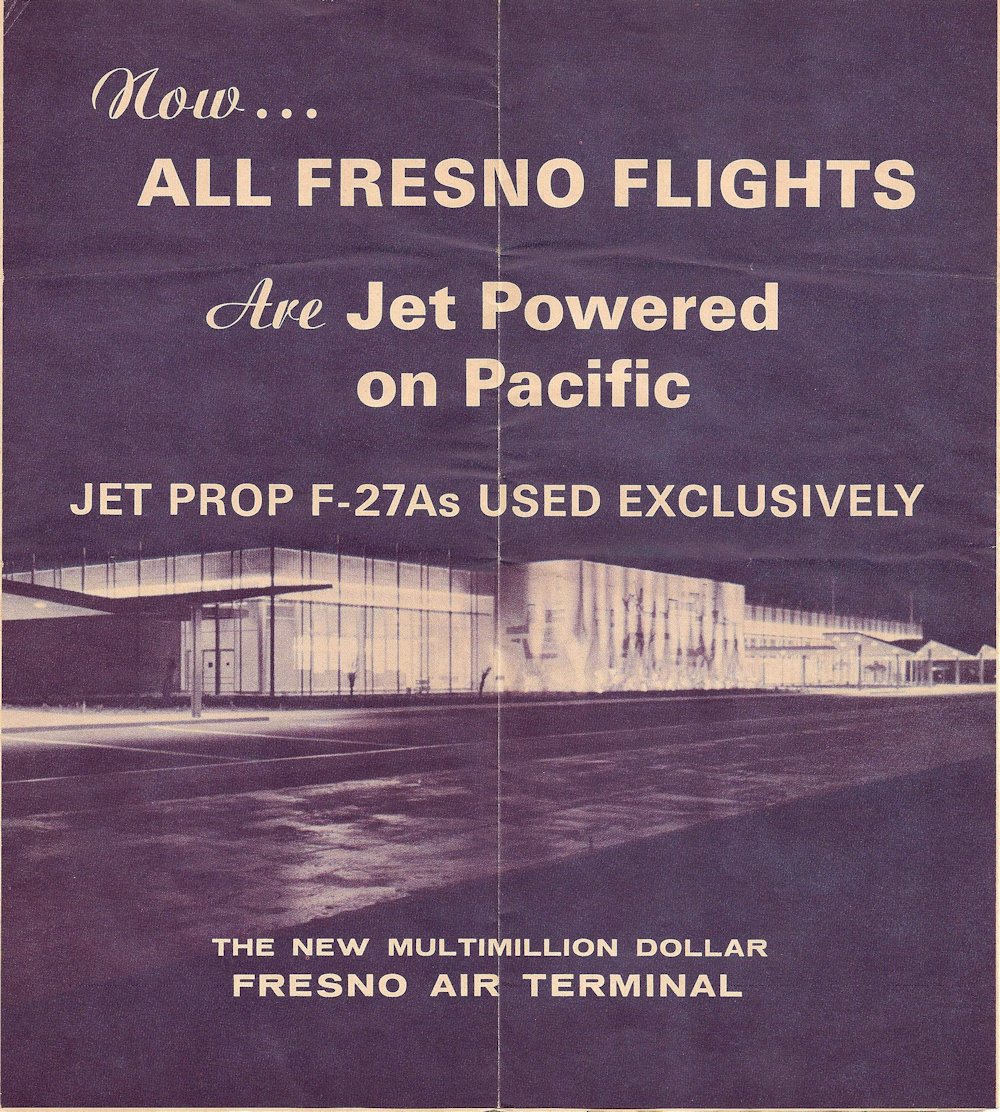 Now...
ALL FRESNO FLIGHTS
Are Jet Powered
on Pacific
JET PROP F-27As USED EXCLUSIVELY
THE NEW MULTIMILLION DOLLAR
FRESNO AIR TERMINAL